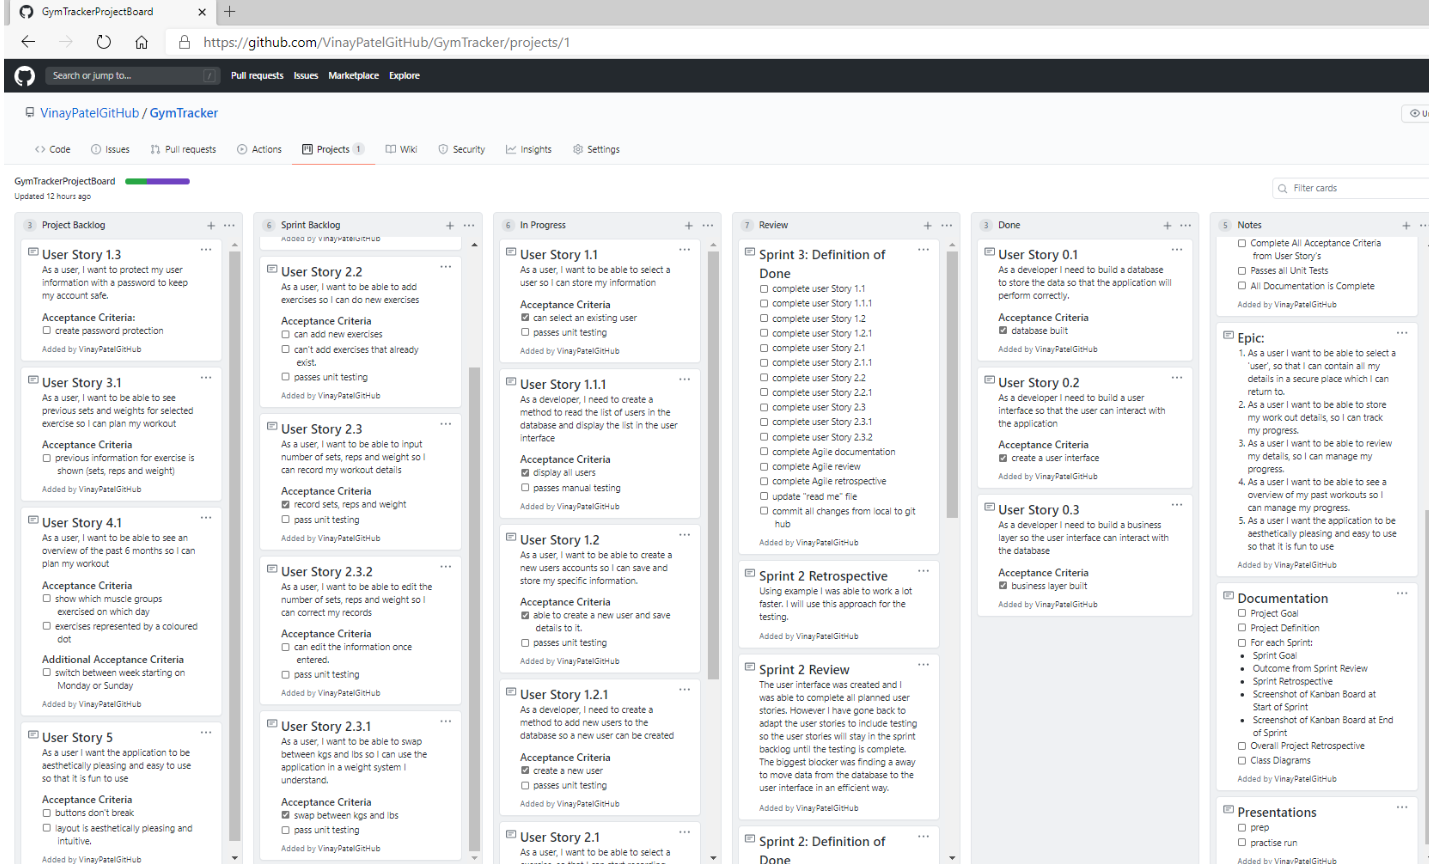 GymTrackerProjectBoard
https://github.com/VinayPatelGitHub/GymTracker/projects/1
Search or jump to...
/
Pull requests
Issues
Marketplace
Explore
VinayPatelGitHub / GymTracker
Code
Issues
Pull requests
Actions
Projects 1
Wiki
Security
Insights
Settings
GymTrackerProjectBoard
Updated 12 hours ago
Filter cards
3 Project Backlog
User Story 1.3
As a user, I want to protect my user
information with a password to keep
my account safe.
Acceptance Criteria:
create password protection
Added by VinayPatelGitHub
User Story 3.1
As a user, I want to be able to see
previous sets and weights for selected
exercise so I can plan my workout
Acceptance Criteria
previous information for exercise is
shown (sets, reps and weight)
Added by VinayPatelGitHub
User Story 4.1
As a user, I want to be able to see an
overview of the past 6 months so I can
plan my workout
Acceptance Criteria
show which muscle groups
exercised on which day
exercises represented by a coloured
dot
Additional Acceptance Criteria
switch between week starting on
Monday or Sunday
Added by VinayPatelGitHub
User Story 5
As a user I want the application to be
aesthetically pleasing and easy to use
so that it is fun to use
Acceptance Criteria
buttons don't break
layout is aesthetically pleasing and
intuitive.
Added by VinayPatelGitHub
6 Sprint Backlog
Added by VinayPatelGitHub
User Story 2.2
As a user, I want to be able to add
exercises so I can do new exercises
Acceptance Criteria
can add new exercises
can't add exercises that already
exist.
passes unit testing
Added by VinayPatelGitHub
User Story 2.3
As a user, I want to be able to input
number of sets, reps and weight so I
can record my workout details
Acceptance Criteria
record sets, reps and weight
pass unit testing
Added by VinayPatelGitHub
User Story 2.3.2
As a user, I want to be able to edit the
number of sets, reps and weight so I
can correct my records
Acceptance Criteria
can edit the information once
entered.
pass unit testing
Added by VinayPatelGitHub
User Story 2.3.1
As a user, I want to be able to swap
between kgs and lbs so I can use the
application in a weight system I
understand.
Acceptance Criteria
swap between kgs and lbs
pass unit testing
Added by VinayPatelGitHub
6 In Progress
User Story 1.1
As a user, I want to be able to select a
user so I can store my information
Acceptance Criteria
can select an existing user
passes unit testing
Added by VinayPatelGitHub
User Story 1.1.1
As a developer, I need to create a
method to read the list of users in the
database and display the list in the user
interface
Acceptance Criteria
display all users
passes manual testing
Added by VinayPatelGitHub
User Story 1.2
As a user, I want to be able to create a
new users accounts so I can save and
store my specific information.
Acceptance Criteria
able to create a new user and save
details to it.
passes unit testing
Added by VinayPatelGitHub
User Story 1.2.1
As a developer, I need to create a
method to add new users to the
database so a new user can be created
Acceptance Criteria
create a new user
passes unit testing
Added by VinayPatelGitHub
User Story 2.1
As a user, I want to be able to select a
7 Review
Sprint 3: Definition of
Done
complete user Story 1.1
complete user Story 1.1.1
complete user Story 1.2
complete user Story 1.2.1
complete user Story 2.1
complete user Story 2.1.1
complete user Story 2.2
complete user Story 2.2.1
complete user Story 2.3
complete user Story 2.3.1
complete user Story 2.3.2
complete Agile documentation
complete Agile review
complete Agile retrospective
update "read me" file
commit all changes from local to git
hub
Added by VinayPatelGitHub
Sprint 2 Retrospective
Using example I was able to work a lot
faster. I will use this approach for the
testing.
Added by VinayPatelGitHub
Sprint 2 Review
The user interface was created and I
was able to complete all planned user
stories. However I have gone back to
adapt the user stories to include testing
so the user stories will stay in the sprint
backlog until the testing is complete.
The biggest blocker was finding a away
to move data from the database to the
user interface in an efficient way.
Added by VinayPatelGitHub
Sprint 2: Definition of
Done
3 Done
User Story 0.1
As a developer I need to build a database
to store the data so that the application will
perform correctly.
Acceptance Criteria
database built
Added by VinayPatelGitHub
User Story 0.2
As a developer I need to build a user
interface so that the user can interact with
the application
Acceptance Criteria
create a user interface
Added by VinayPatelGitHub
User Story 0.3
As a developer I need to build a business
layer so the user interface can interact with
the database
Acceptance Criteria
business layer built
Added by VinayPatelGitHub
5 Notes
Complete All Acceptance Criteria
from User Story's
Passes all Unit Tests
All Documentation is Complete
Added by VinayPatelGitHub
Epic:
1. As a user I want to be able to select a
'user', so that I can contain all my
details in a secure place which I can
return to.
2. As a user I want to be able to store
my work out details, so I can track
my progress.
3. As a user I want to be able to review
my details, so I can manage my
progress.
4. As a user I want to be able to see a
overview of my past workouts so I
can manage my progress.
5. As a user I want the application to be
aesthetically pleasing and easy to use
so that it is fun to use
Added by VinayPatelGitHub
Documentation
Project Goal
Project Definition
For each Sprint:
Sprint Goal
Outcome from Sprint Review
Sprint Retrospective
Screenshot of Kanban Board at
Start of Sprint
Screenshot of Kanban Board at End
of Sprint
Overall Project Retrospective
Class Diagrams
Added by VinayPatelGitHub
Presentations
prep
practise run
Added by VinayPatelGitHub